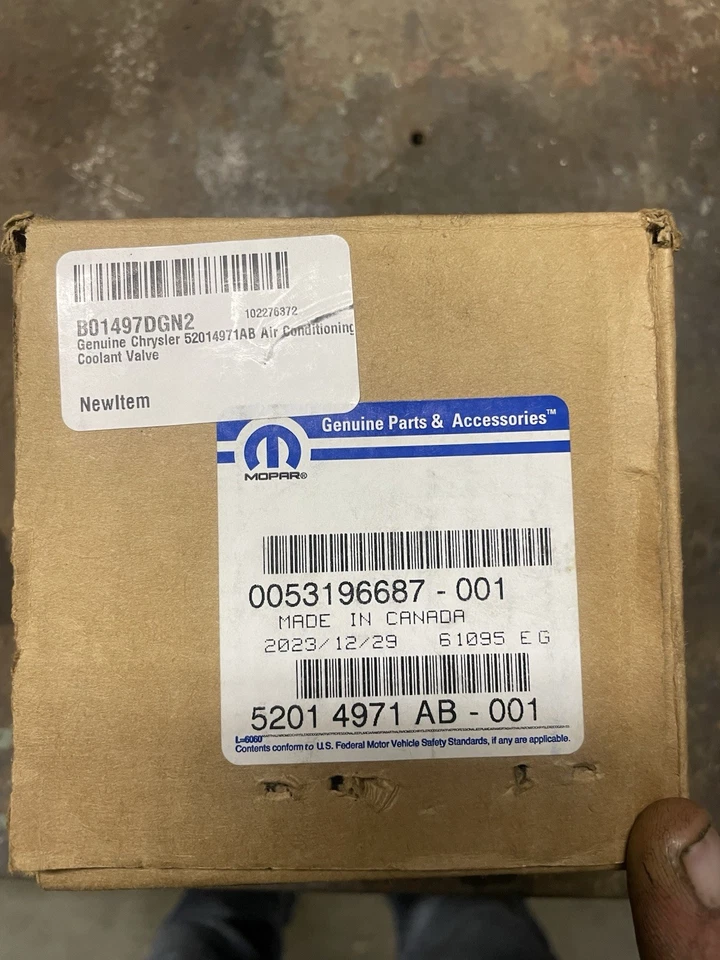 B01497DGN2 102276372
Genuine Chrysler 52014971AB Air Conditioning
Coolant Valve
NewItem
Genuine Parts & Accessories™
MOPAR®
0053196687 - 001
MADE IN CANADA
2023/12/29 61095 EG
5201 4971 AB - 001
L=6060
Contents conform to U.S. Federal Motor Vehicle Safety Standards, if any are applicable.